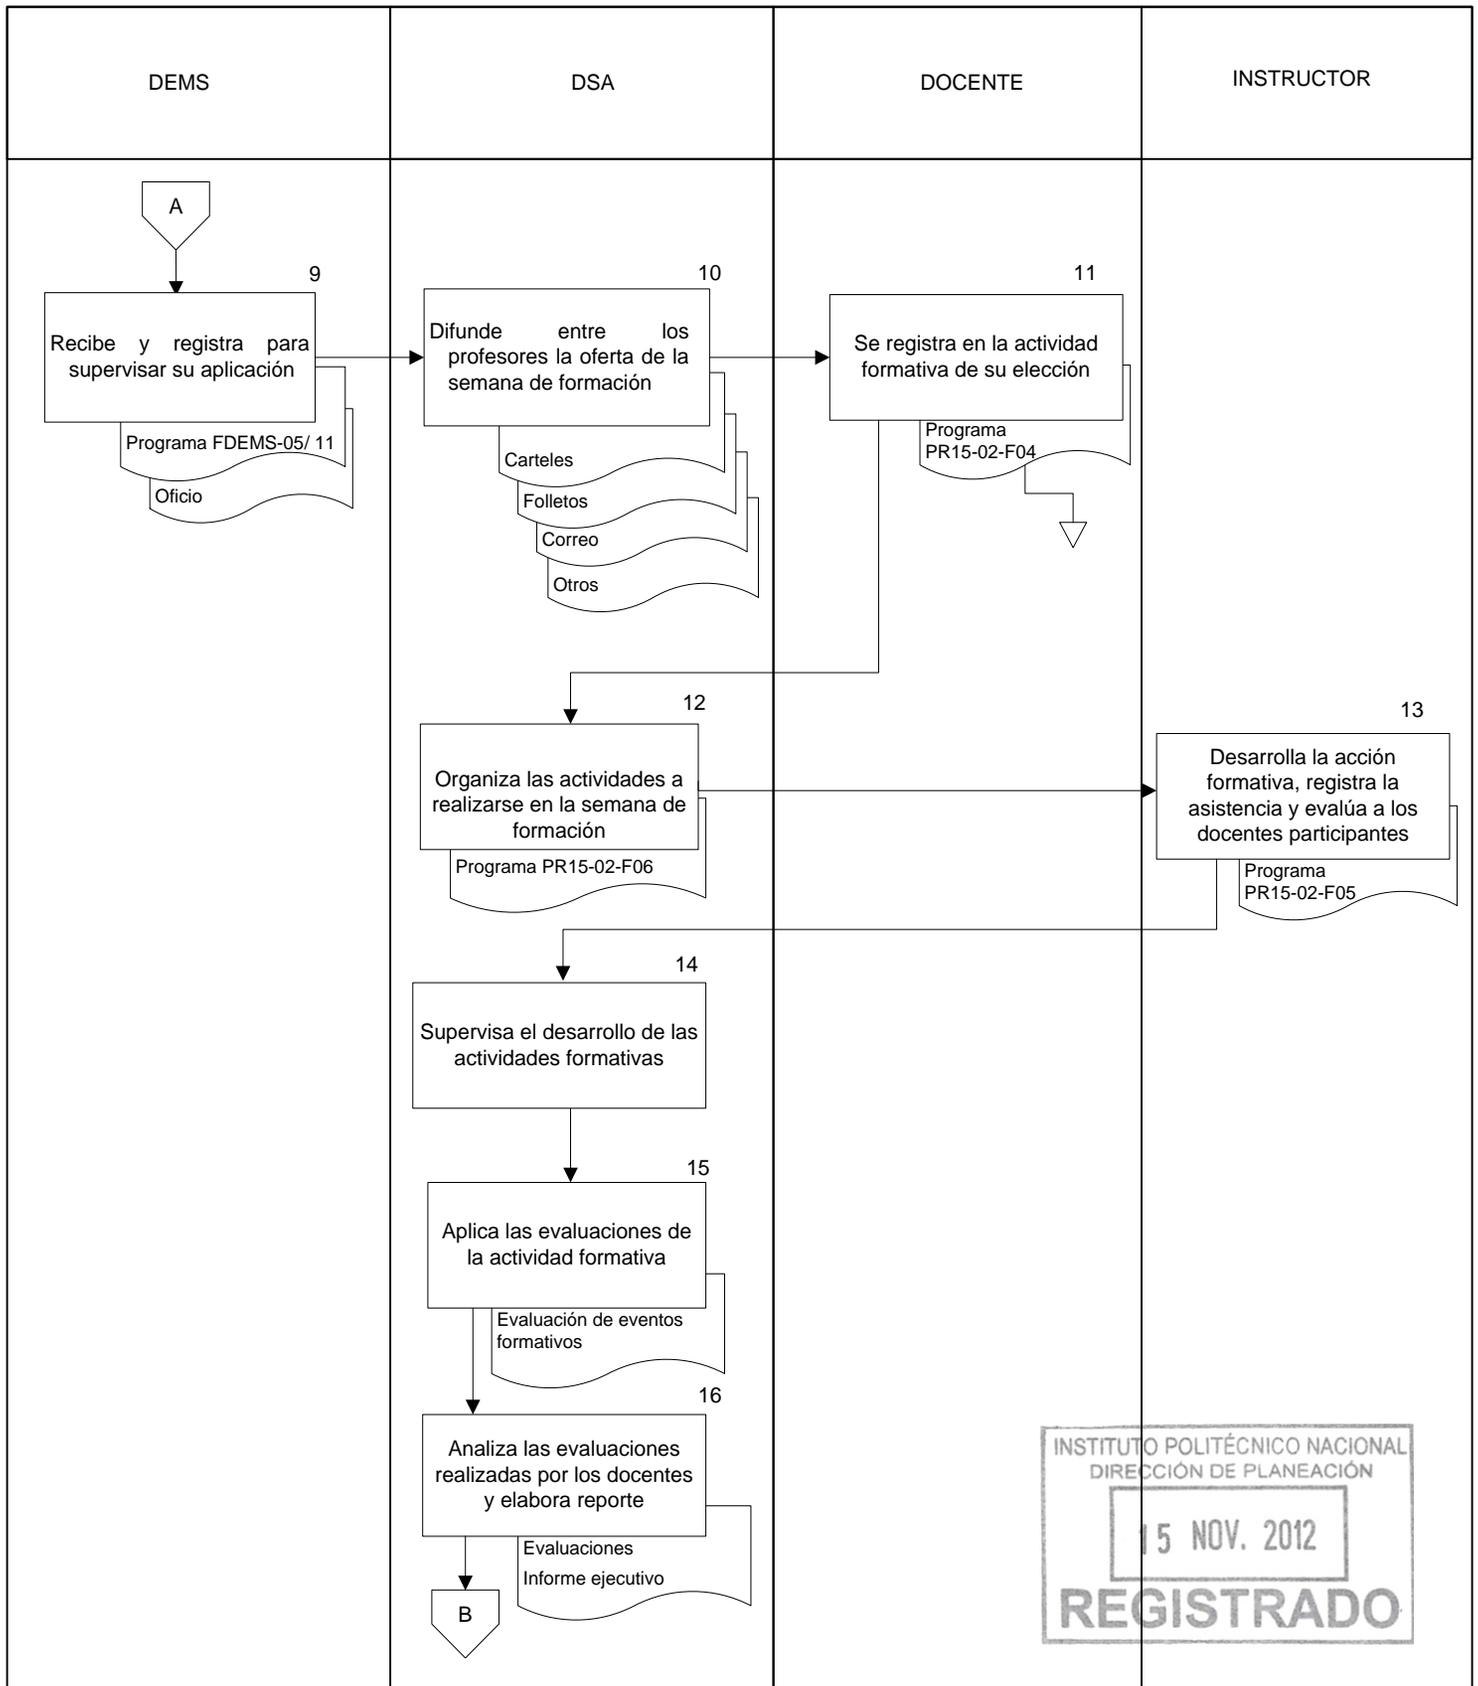 DEMS
DSA
DOCENTE
INSTRUCTOR
A
9
Recibe y registra para
supervisar su aplicación
Programa FDEMS-05/ 11
Oficio
10
Difunde entre los
profesores la oferta de la
semana de formación
Carteles
Folletos
Correo
Otros
11
Se registra en la actividad
formativa de su elección
Programa
PR15-02-F04
12
Organiza las actividades a
realizarse en la semana de
formación
Programa PR15-02-F06
13
Desarrolla la acción
formativa, registra la
asistencia y evalúa a los
docentes participantes
Programa
PR15-02-F05
14
Supervisa el desarrollo de las
actividades formativas
15
Aplica las evaluaciones de
la actividad formativa
Evaluación de eventos
formativos
16
Analiza las evaluaciones
realizadas por los docentes
y elabora reporte
Evaluaciones
Informe ejecutivo
B
INSTITUTO POLITÉCNICO NACIONAL
DIRECCIÓN DE PLANEACIÓN
15 NOV. 2012
REGISTRADO